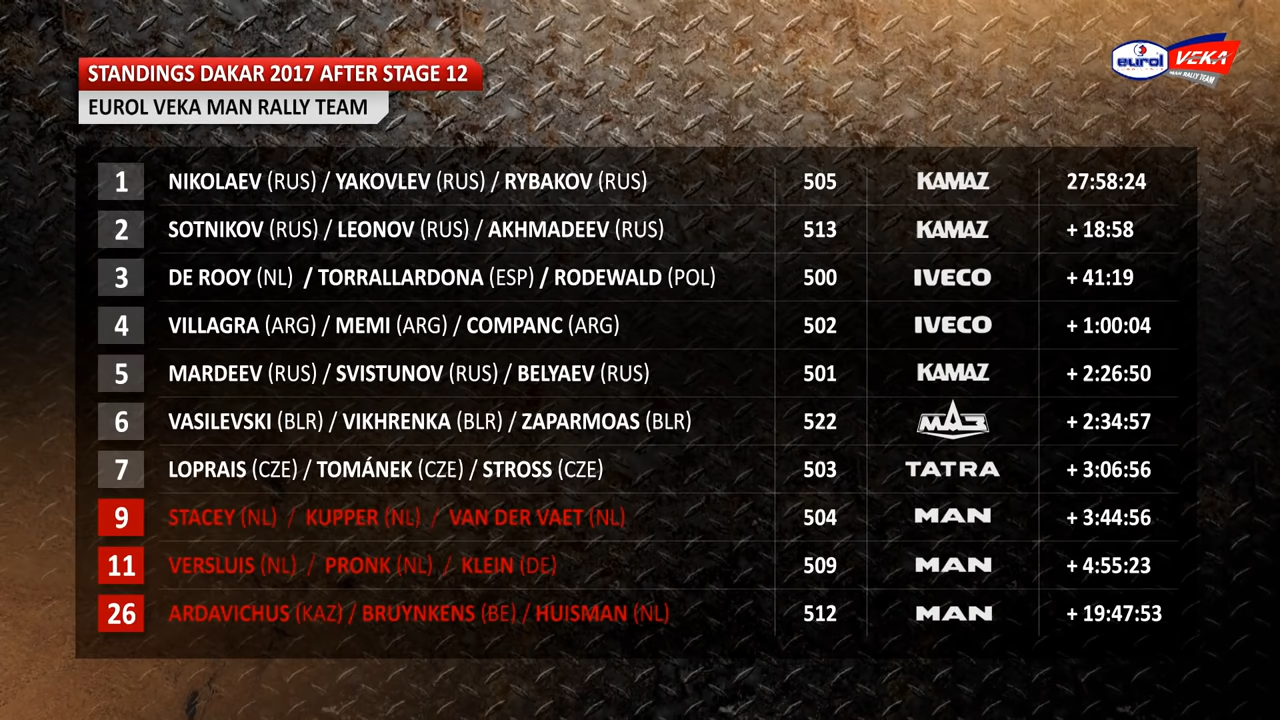 STANDINGS DAKAR 2017 AFTER STAGE 12
EUROL VEKA MAN RALLY TEAM
eurol VEKA
MAN RALLY TEAM
1 NIKOLAEV (RUS) / YAKOVLEV (RUS) / RYBAKOV (RUS) 505 KAMAZ 27:58:24
2 SOTNIKOV (RUS) / LEONOV (RUS) / AKHMADEEV (RUS) 513 KAMAZ + 18:58
3 DE ROOY (NL) / TORRALLARDONA (ESP) / RODEWALD (POL) 500 IVECO + 41:19
4 VILLAGRA (ARG) / MEMI (ARG) / COMPANC (ARG) 502 IVECO + 1:00:04
5 MARDEEV (RUS) / SVISTUNOV (RUS) / BELYAEV (RUS) 501 KAMAZ + 2:26:50
6 VASILEVSKI (BLR) / VIKHRENKA (BLR) / ZAPARMOAS (BLR) 522 МАЗ + 2:34:57
7 LOPRAIS (CZE) / TOMÁNEK (CZE) / STROSS (CZE) 503 TATRA + 3:06:56
9 STACEY (NL) / KUPPER (NL) / VAN DER VAET (NL) 504 MAN + 3:44:56
11 VERSLUIS (NL) / PRONK (NL) / KLEIN (DE) 509 MAN + 4:55:23
26 ARDAVICHUS (KAZ) / BRUYNKENS (BE) / HUISMAN (NL) 512 MAN + 19:47:53